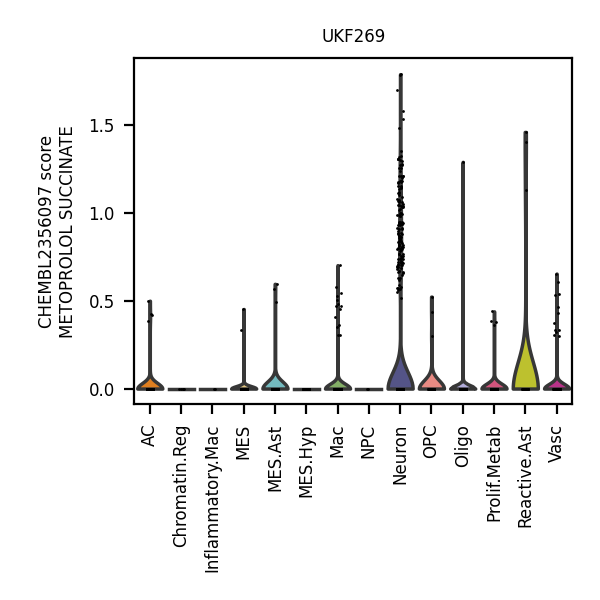 UKF269
CHEMBL2356097 score
METOPROLOL SUCCINATE
1.5
1.0
0.5
0.0
AC
Chromatin.Reg
Inflammatory.Mac
MES
MES.Ast
MES.Hyp
Mac
NPC
Neuron
OPC
Oligo
Prolif.Metab
Reactive.Ast
Vasc